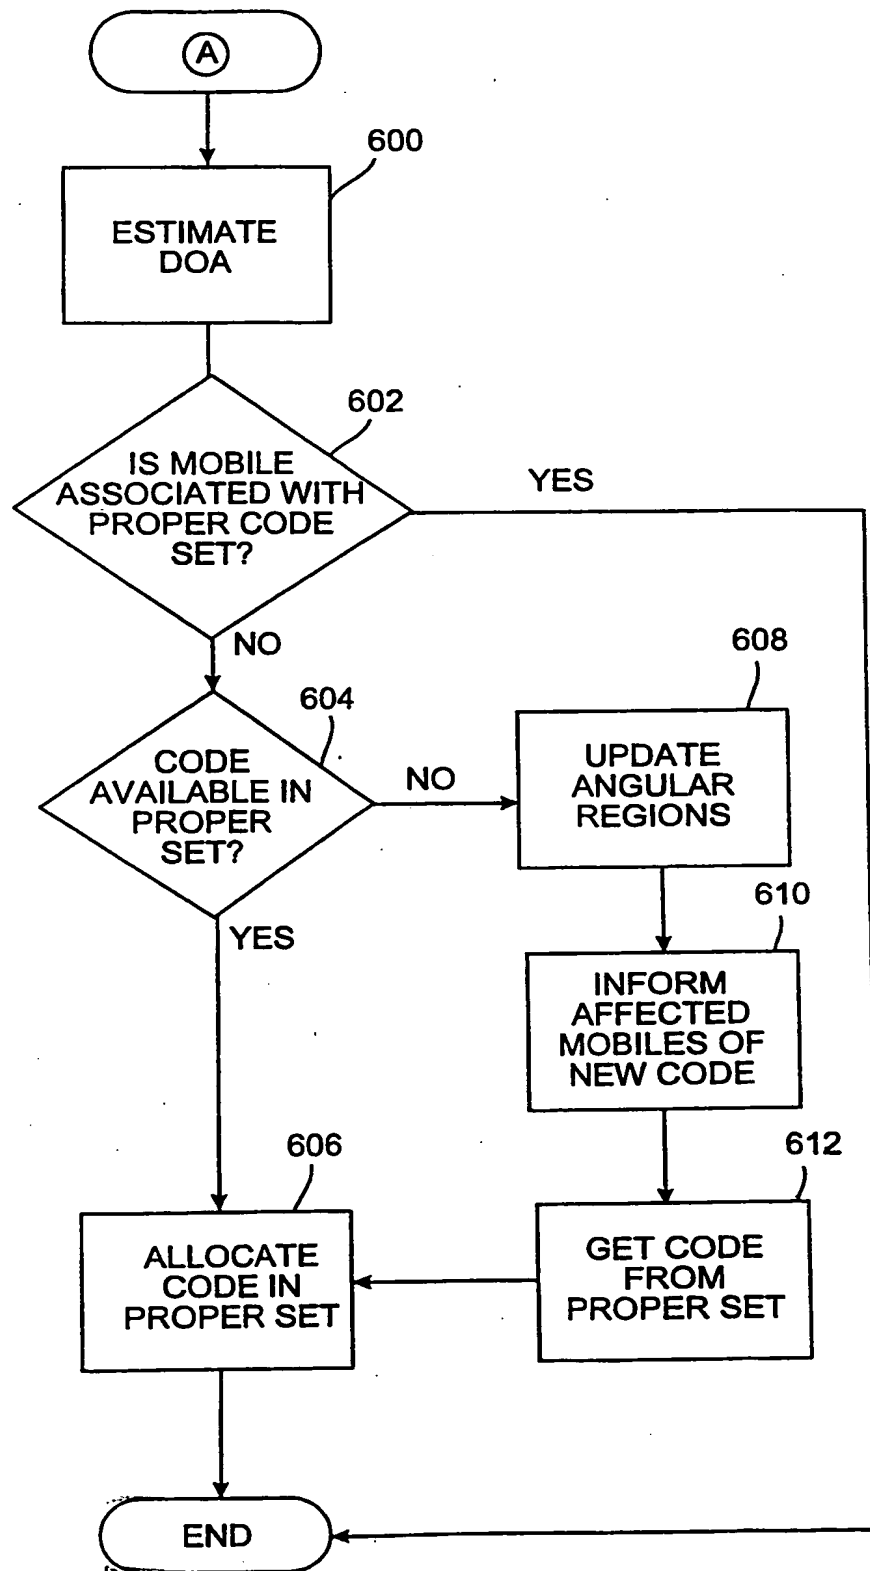 A
600
ESTIMATE
DOA
602
IS MOBILE
ASSOCIATED WITH
PROPER CODE
SET?
YES
NO
604
CODE
AVAILABLE IN
PROPER
SET?
NO
YES
608
UPDATE
ANGULAR
REGIONS
610
INFORM
AFFECTED
MOBILES OF
NEW CODE
606
ALLOCATE
CODE IN
PROPER SET
612
GET CODE
FROM
PROPER SET
END